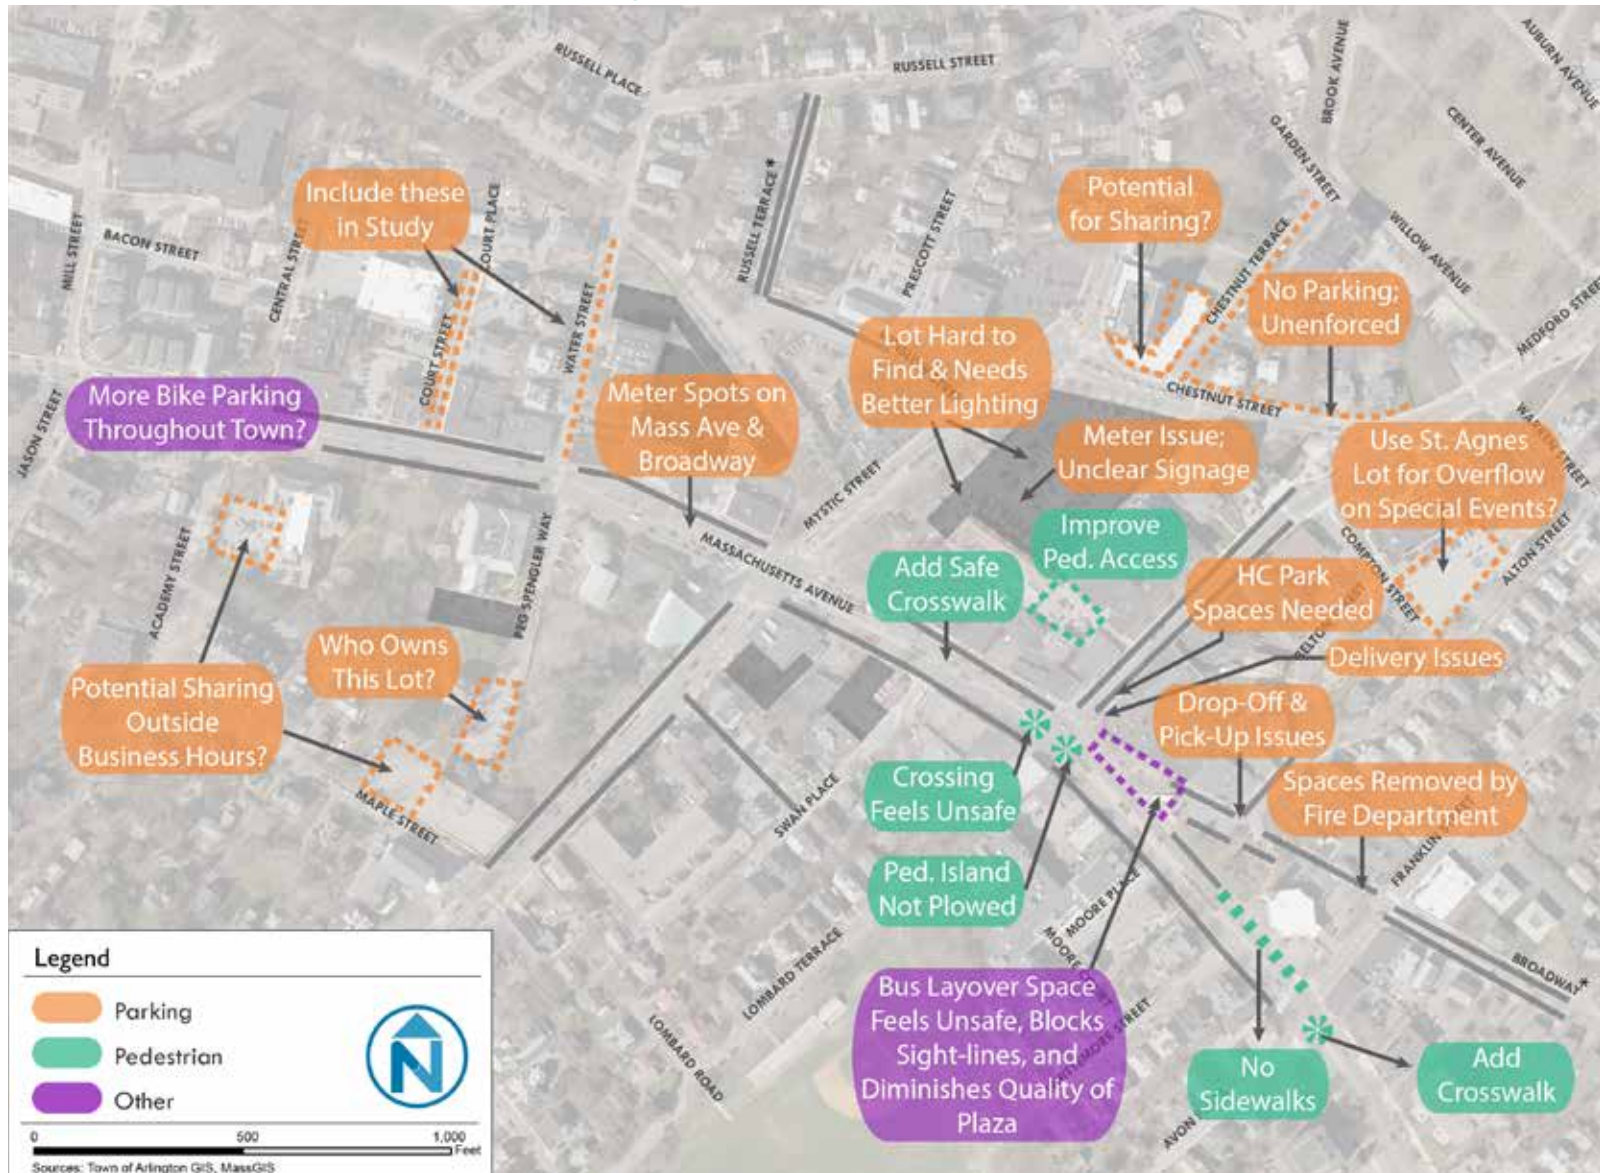 RUSSELL PLACE
RUSSELL STREET
BROOK AVENUE
AUBURN AVENUE
CENTER AVENUE
GARDEN STREET
WILLOW AVENUE
MEDFORD STREET
MILL STREET
BACON STREET
CENTRAL STREET
Include these
in Study
COURT PLACE
COURT STREET
WATER STREET
RUSSELL TERRACE*
PRESCOTT STREET
Potential
for Sharing?
CHESTNUT TERRACE
No Parking;
Unenforced
CHESTNUT STREET
JASON STREET
More Bike Parking
Throughout Town?
Meter Spots on
Mass Ave &
Broadway
Lot Hard to
Find & Needs
Better Lighting
Meter Issue;
Unclear Signage
Use St. Agnes
Lot for Overflow
on Special Events?
COMPTON STREET
ALTON STREET
MYSTIC STREET
MASSACHUSETTS AVENUE
Improve
Ped. Access
Add Safe
Crosswalk
HC Park
Spaces Needed
Delivery Issues
ACADEMY STREET
PEG SPENGLER WAY
Who Owns
This Lot?
Potential Sharing
Outside
Business Hours?
MAPLE STREET
SWAN PLACE
Drop-Off &
Pick-Up Issues
Crossing
Feels Unsafe
Spaces Removed by
Fire Department
Ped. Island
Not Plowed
MOORE PLACE
BROADWAY*
LOMBARD TERRACE
LOMBARD ROAD
Bus Layover Space
Feels Unsafe, Blocks
Sight-lines, and
Diminishes Quality of
Plaza
No
Sidewalks
Add
Crosswalk
AVON
Legend
Parking
Pedestrian
Other
N
0 500 1,000
Feet
Sources: Town of Arlington GIS, MassGIS